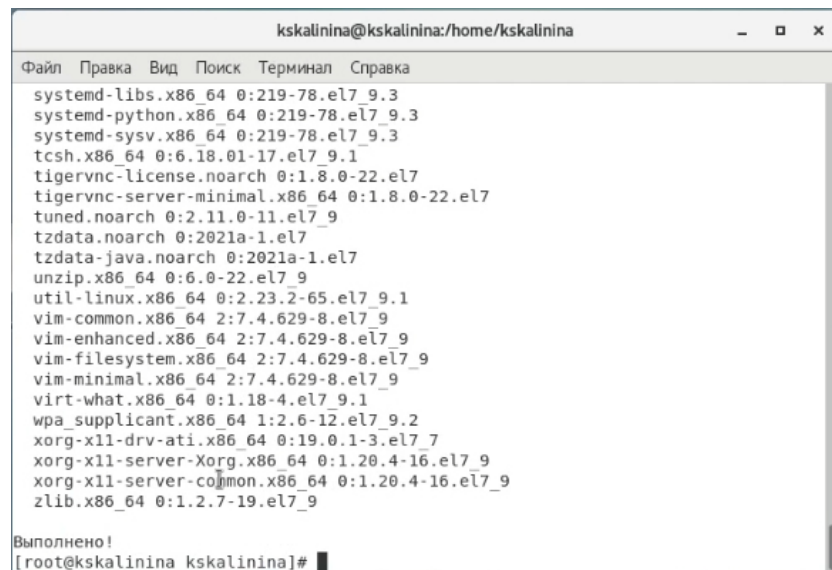 kskalinina@kskalinina:/home/kskalinina
Файл Правка Вид Поиск Терминал Справка
systemd-libs.x86_64 0:219-78.el7_9.3
systemd-python.x86_64 0:219-78.el7_9.3
systemd-sysv.x86_64 0:219-78.el7_9.3
tcsh.x86_64 0:6.18.01-17.el7_9.1
tigervnc-license.noarch 0:1.8.0-22.el7
tigervnc-server-minimal.x86_64 0:1.8.0-22.el7
tuned.noarch 0:2.11.0-11.el7_9
tzdata.noarch 0:2021a-1.el7
tzdata-java.noarch 0:2021a-1.el7
unzip.x86_64 0:6.0-22.el7_9
util-linux.x86_64 0:2.23.2-65.el7_9.1
vim-common.x86_64 2:7.4.629-8.el7_9
vim-enhanced.x86_64 2:7.4.629-8.el7_9
vim-filesystem.x86_64 2:7.4.629-8.el7_9
vim-minimal.x86_64 2:7.4.629-8.el7_9
virt-what.x86_64 0:1.18-4.el7_9.1
wpa_supplicant.x86_64 1:2.6-12.el7_9.2
xorg-x11-drv-ati.x86_64 0:19.0.1-3.el7_7
xorg-x11-server-Xorg.x86_64 0:1.20.4-16.el7_9
xorg-x11-server-common.x86_64 0:1.20.4-16.el7_9
zlib.x86_64 0:1.2.7-19.el7_9
Выполнено!
[root@kskalinina kskalinina]#